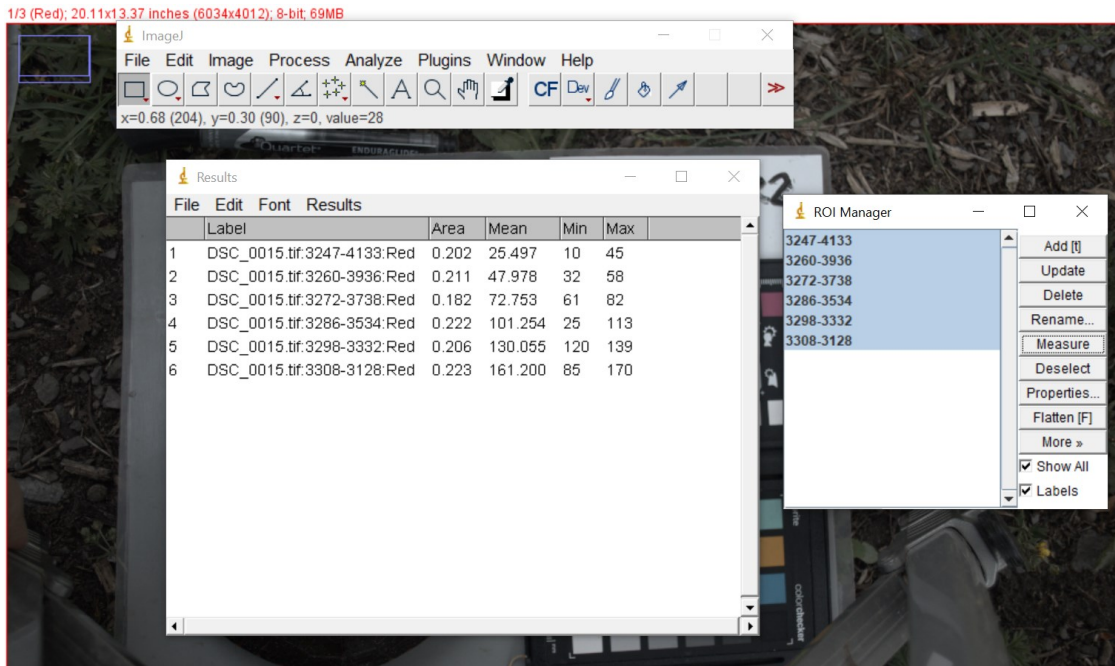 1/3 (Red); 20.11x13.37 inches (6034x4012); 8-bit; 69MB
ImageJ
File Edit Image Process Analyze Plugins Window Help
A CF Dev
x=0.68 (204), y=0.30 (90), z=0, value=28
Quartet ENDURAGLIDE
Results
File Edit Font Results
Label Area Mean Min Max
1 DSC_0015.tif:3247-4133:Red 0.202 25.497 10 45
2 DSC_0015.tif:3260-3936:Red 0.211 47.978 32 58
3 DSC_0015.tif:3272-3738:Red 0.182 72.753 61 82
4 DSC_0015.tif:3286-3534:Red 0.222 101.254 25 113
5 DSC_0015.tif:3298-3332:Red 0.206 130.055 120 139
6 DSC_0015.tif:3308-3128:Red 0.223 161.200 85 170
ROI Manager
3247-4133
3260-3936
3272-3738
3286-3534
3298-3332
3308-3128
Add [t]
Update
Delete
Rename...
Measure
Deselect
Properties...
Flatten [F]
More »
Show All
Labels
2
colorchecker